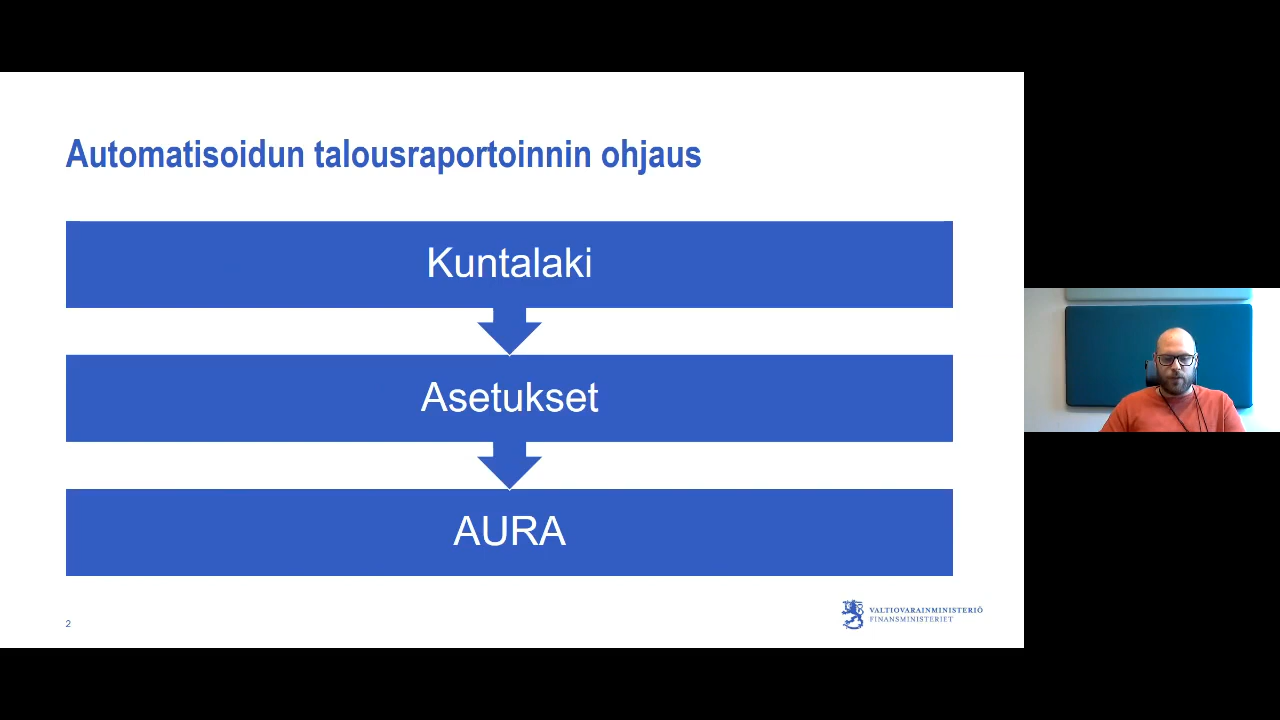 Automatisoidun talousraportoinnin ohjaus
Kuntalaki
Asetukset
AURA
2
VALTIOVARAINMINISTERIÖ
FINANSMINISTERIET